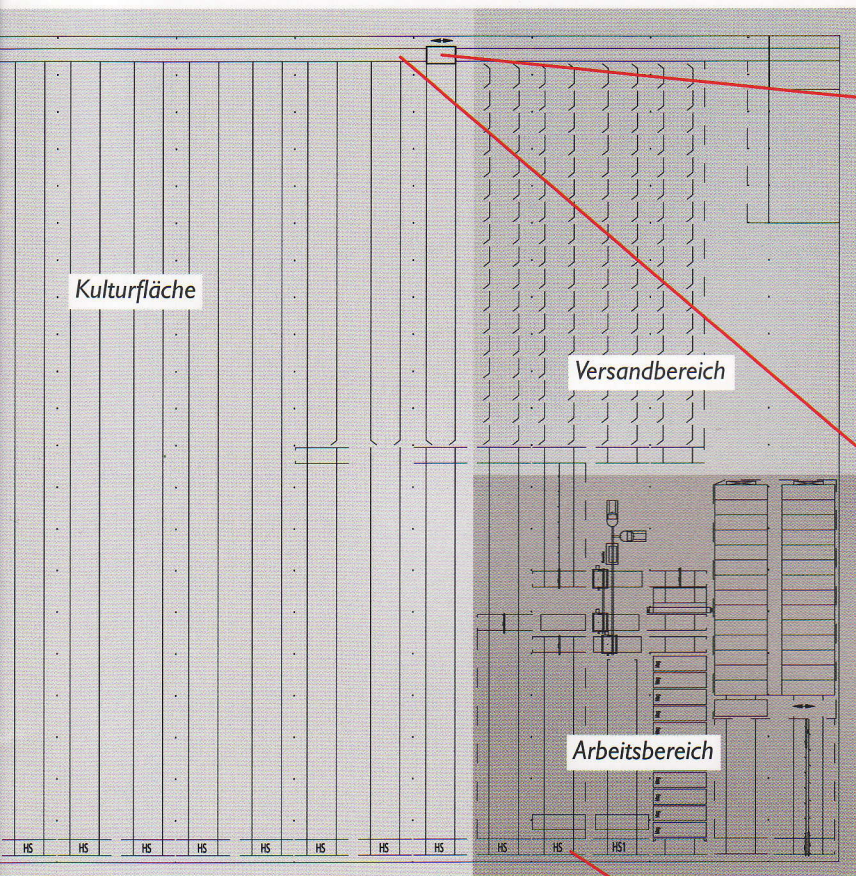 Kulturfläche
Versandbereich
Arbeitsbereich
HS HS HS HS HS HS HS HS HS HS HS1